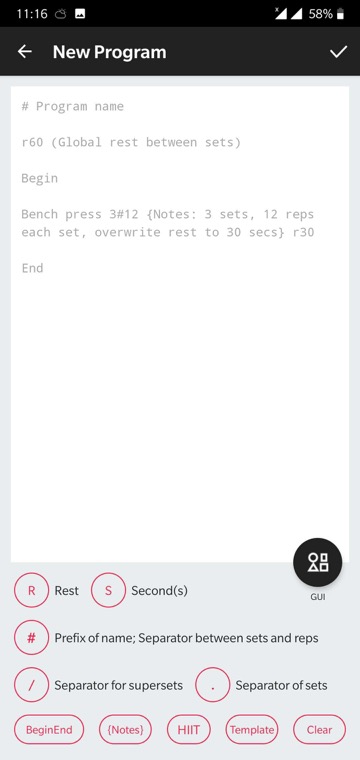 11:16 58%
New Program
# Program name
r60 (Global rest between sets)
Begin
Bench press 3#12 {Notes: 3 sets, 12 reps
each set, overwrite rest to 30 secs} r30
End
GUI
R Rest S Second(s)
# Prefix of name; Separator between sets and reps
/ Separator for supersets . Separator of sets
BeginEnd {Notes} HIIT Template Clear